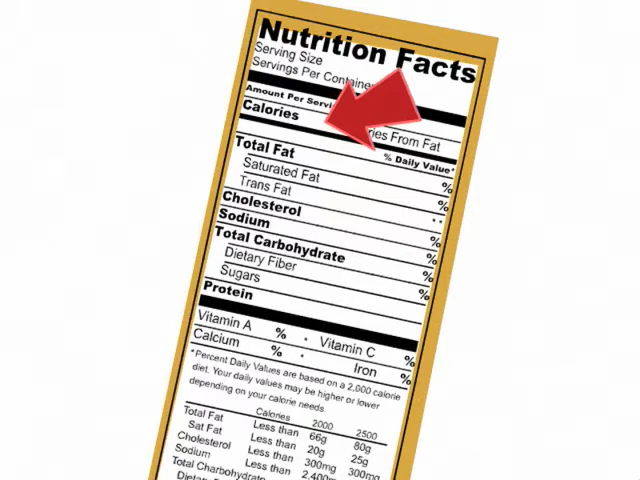 Nutrition Facts
Serving Size
Servings Per Container
Amount Per
Calories From Fat
% Daily Value*
Total Fat %
Saturated Fat %
Trans Fat
Cholesterol %
Sodium %
Total Carbohydrate %
Dietary Fiber %
Sugars
Protein
Vitamin A % • Vitamin C %
Calcium % • Iron %
*Percent Daily Values are based on a 2,000 calorie
diet. Your daily values may be higher or lower
depending on your calorie needs.
Calories 2000 2500
Total Fat Less than 66g 80g
Sat Fat Less than 20g 25g
Cholesterol Less than 300mg 300mg
Sodium Less than
Total Charbohydrate